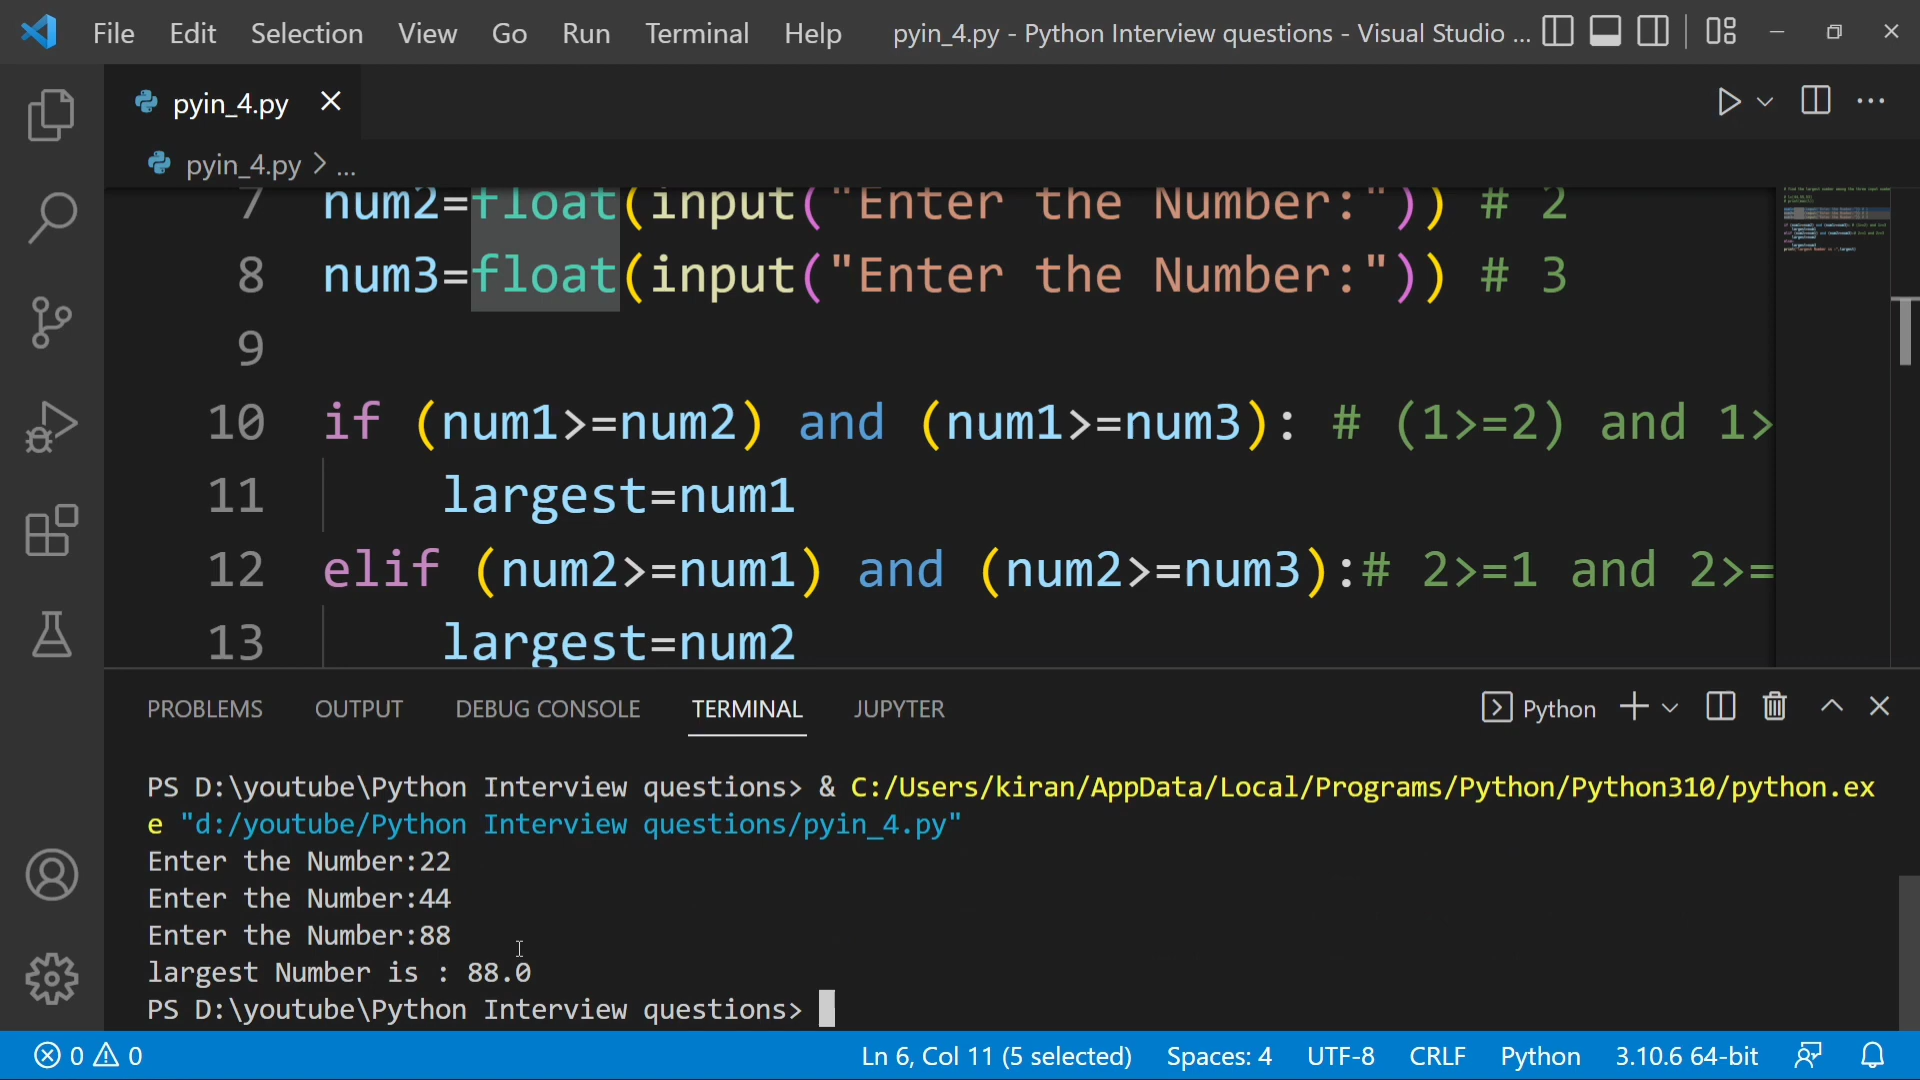 File Edit Selection View Go Run Terminal Help pyin_4.py - Python Interview questions - Visual Studio ...
pyin_4.py
pyin_4.py > ...
7 num2=float(input("Enter the Number:")) # 2
8 num3=float(input("Enter the Number:")) # 3
9
10 if (num1>=num2) and (num1>=num3): # (1>=2) and 1>
11 largest=num1
12 elif (num2>=num1) and (num2>=num3):# 2>=1 and 2>=
13 largest=num2
PROBLEMS OUTPUT DEBUG CONSOLE TERMINAL JUPYTER Python
PS D:\youtube\Python Interview questions> & C:/Users/kiran/AppData/Local/Programs/Python/Python310/python.ex
e "d:/youtube/Python Interview questions/pyin_4.py"
Enter the Number:22
Enter the Number:44
Enter the Number:88
largest Number is : 88.0
PS D:\youtube\Python Interview questions>
0 0 Ln 6, Col 11 (5 selected) Spaces: 4 UTF-8 CRLF Python 3.10.6 64-bit